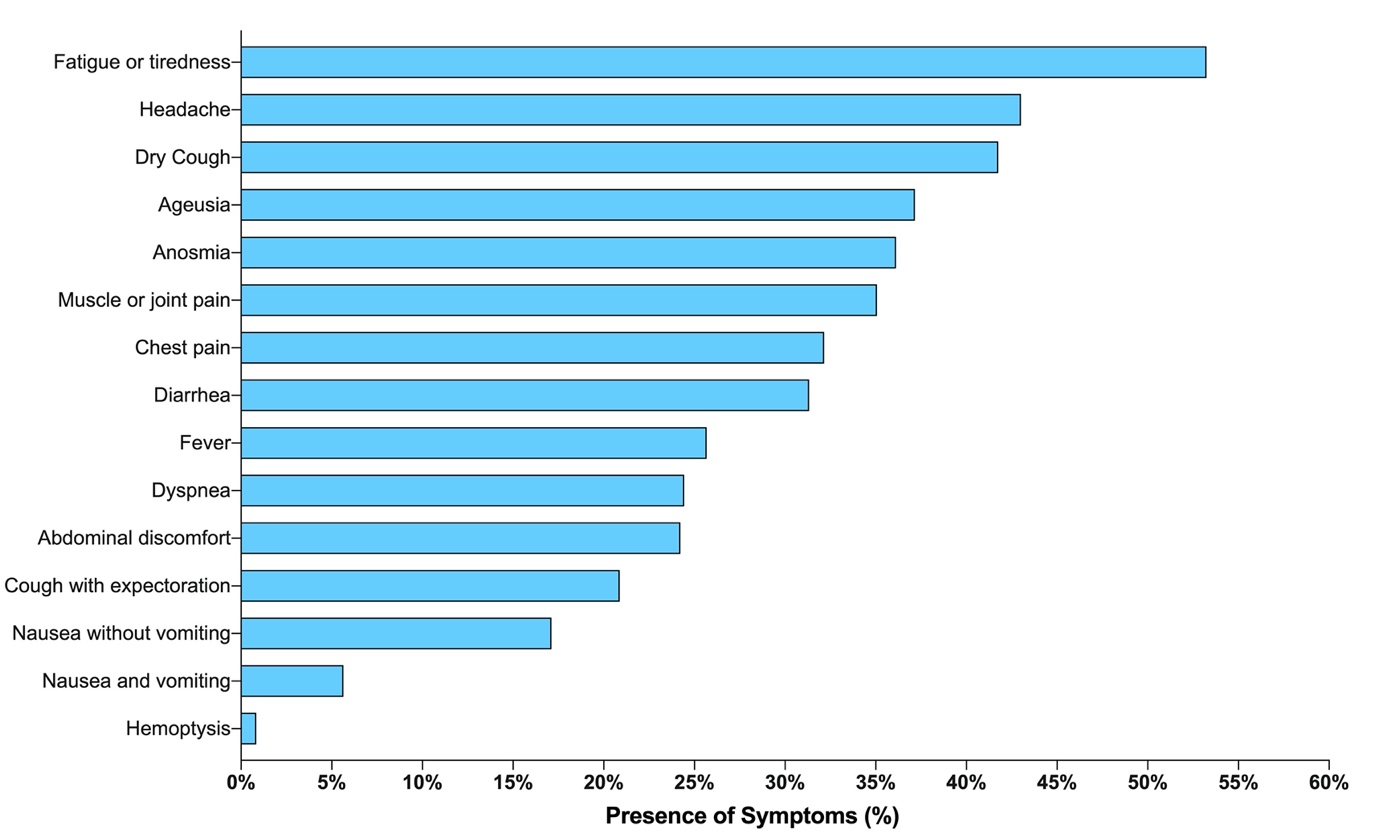 Fatigue or tiredness
Headache
Dry Cough
Ageusia
Anosmia
Muscle or joint pain
Chest pain
Diarrhea
Fever
Dyspnea
Abdominal discomfort
Cough with expectoration
Nausea without vomiting
Nausea and vomiting
Hemoptysis
0% 5% 10% 15% 20% 25% 30% 35% 40% 45% 50% 55% 60%
Presence of Symptoms (%)